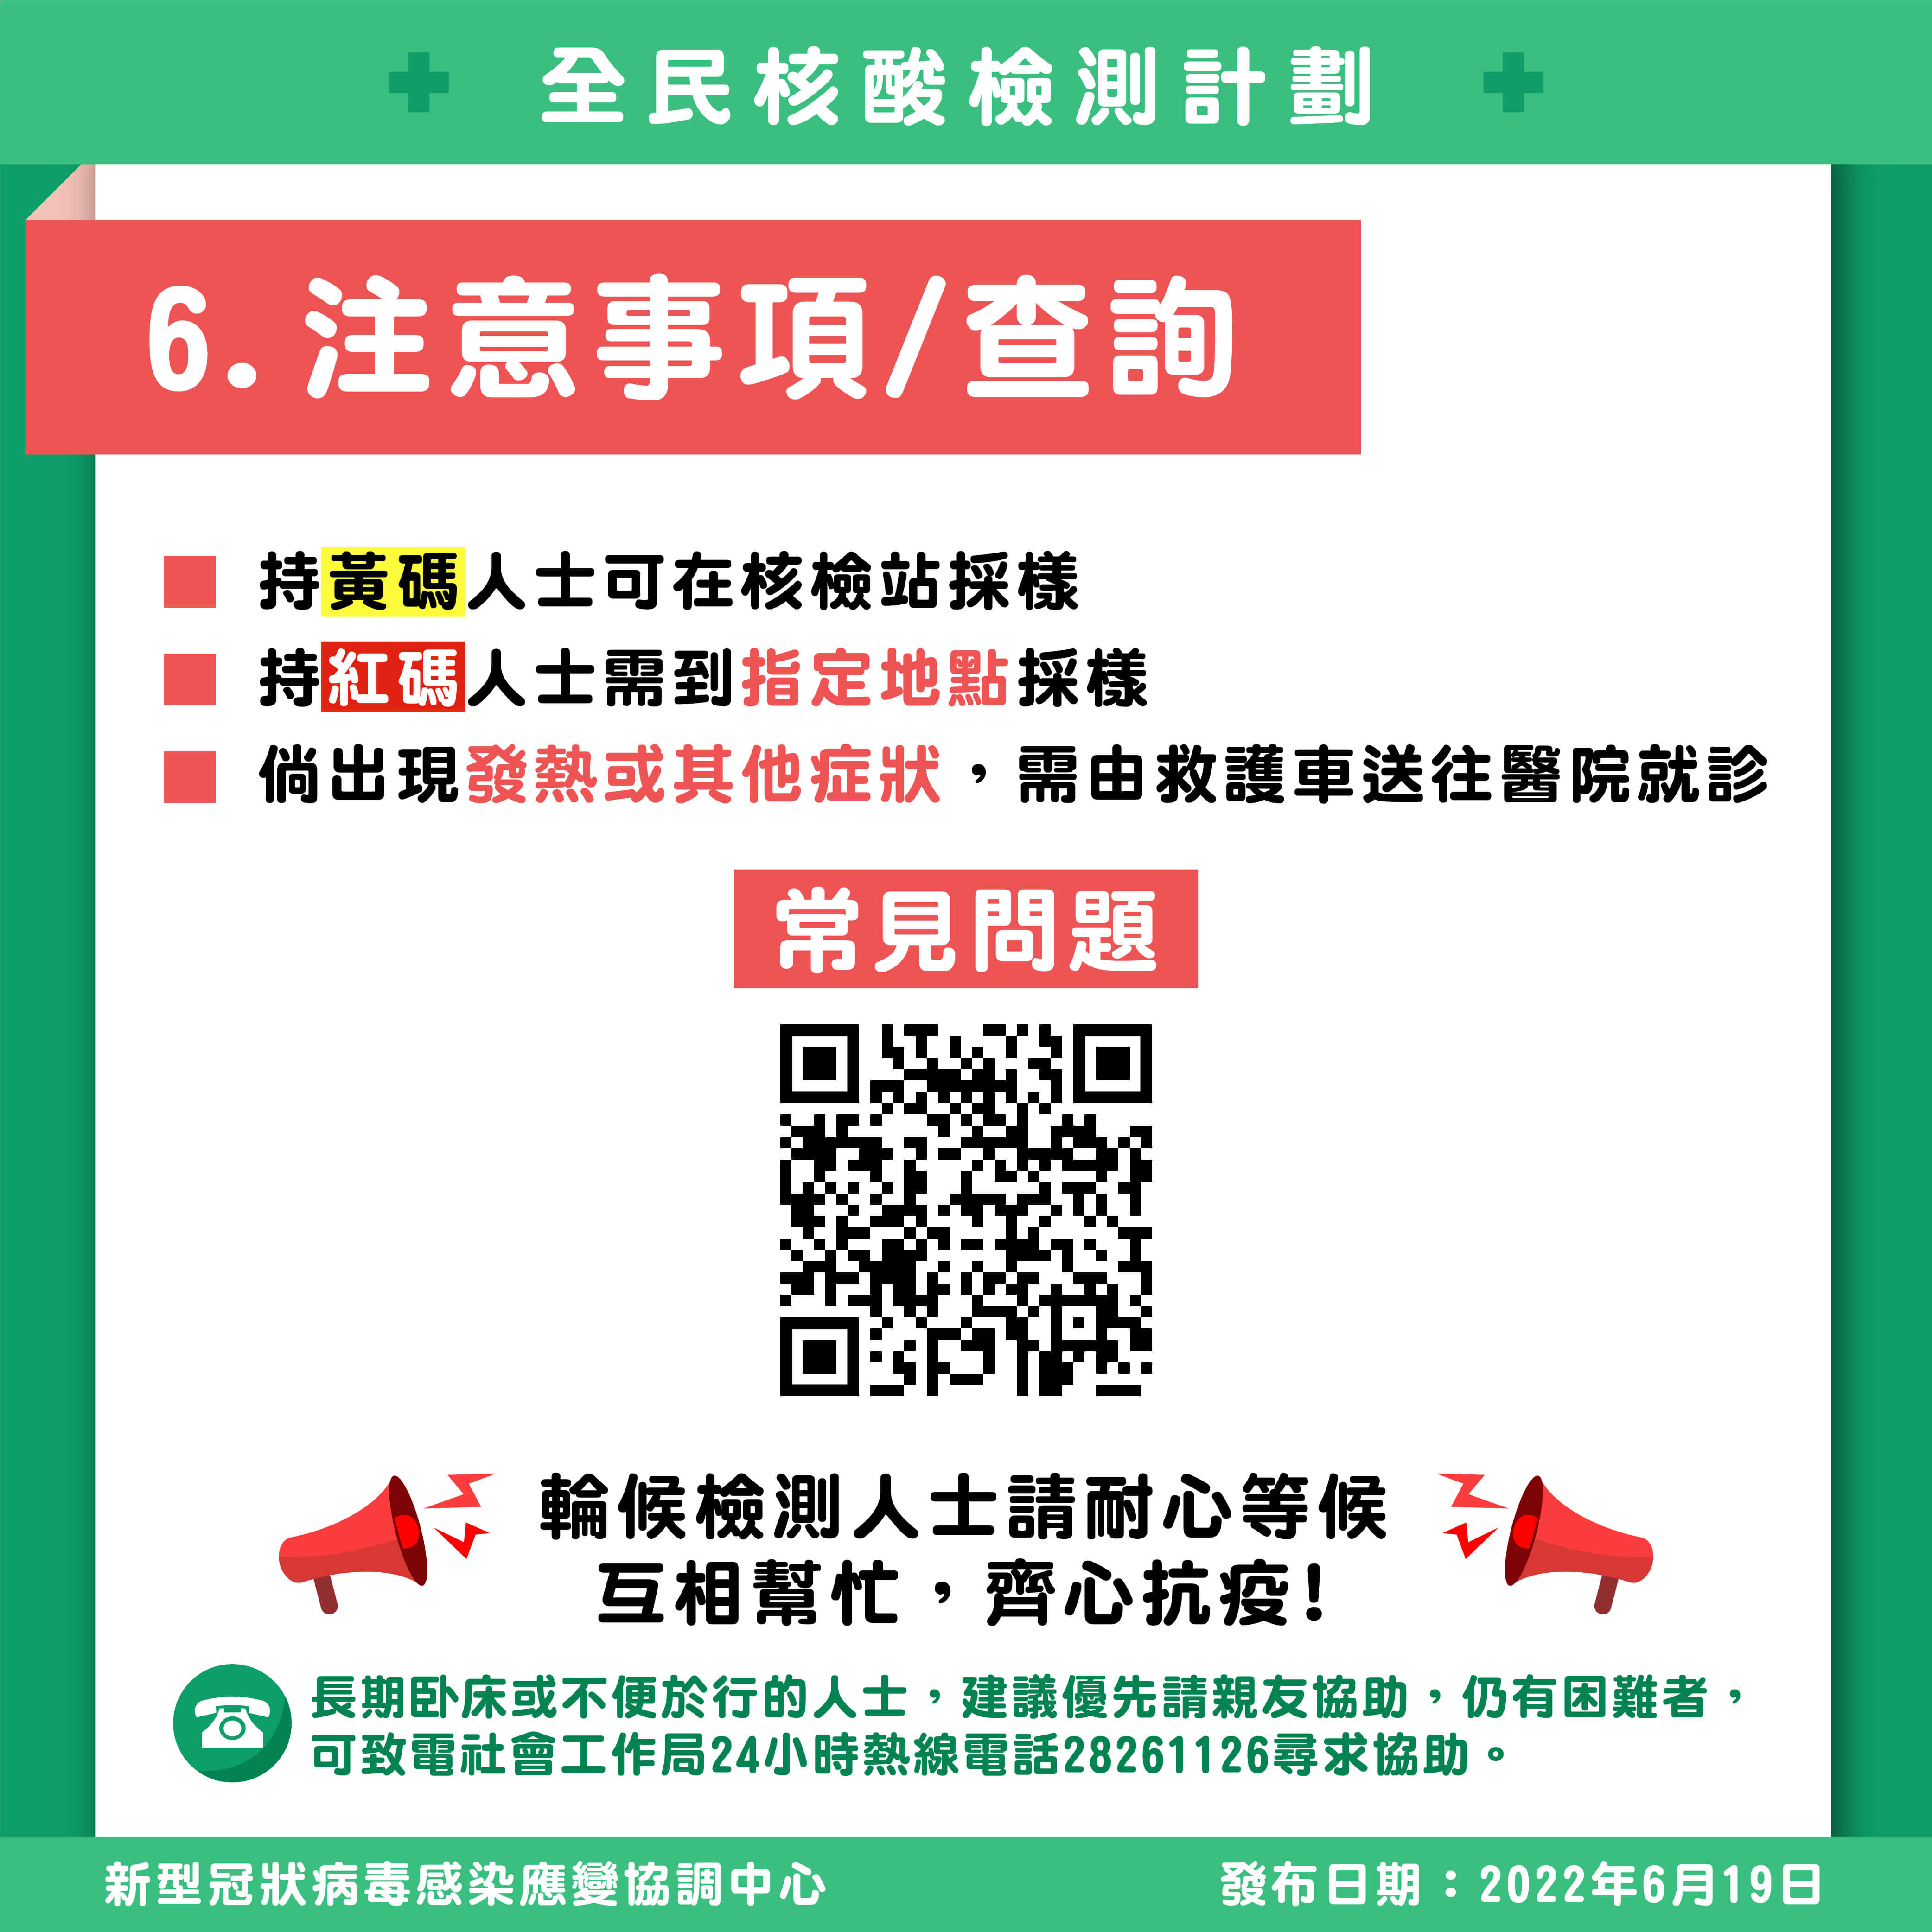 全民核酸檢測計劃
6.注意事項/查詢
持黃碼人士可在核檢站採樣
持紅碼人士需到指定地點採樣
倘出現發熱或其他症狀，需由救護車送往醫院就診
常見問題
輪候檢測人士請耐心等候
互相幫忙，齊心抗疫!
長期卧床或不便於行的人士，建議優先請親友協助，仍有困難者，
可致電社會工作局24小時熱線電話28261126尋求協助。
新型冠狀病毒感染應變協調中心
發布日期：2022年6月19日